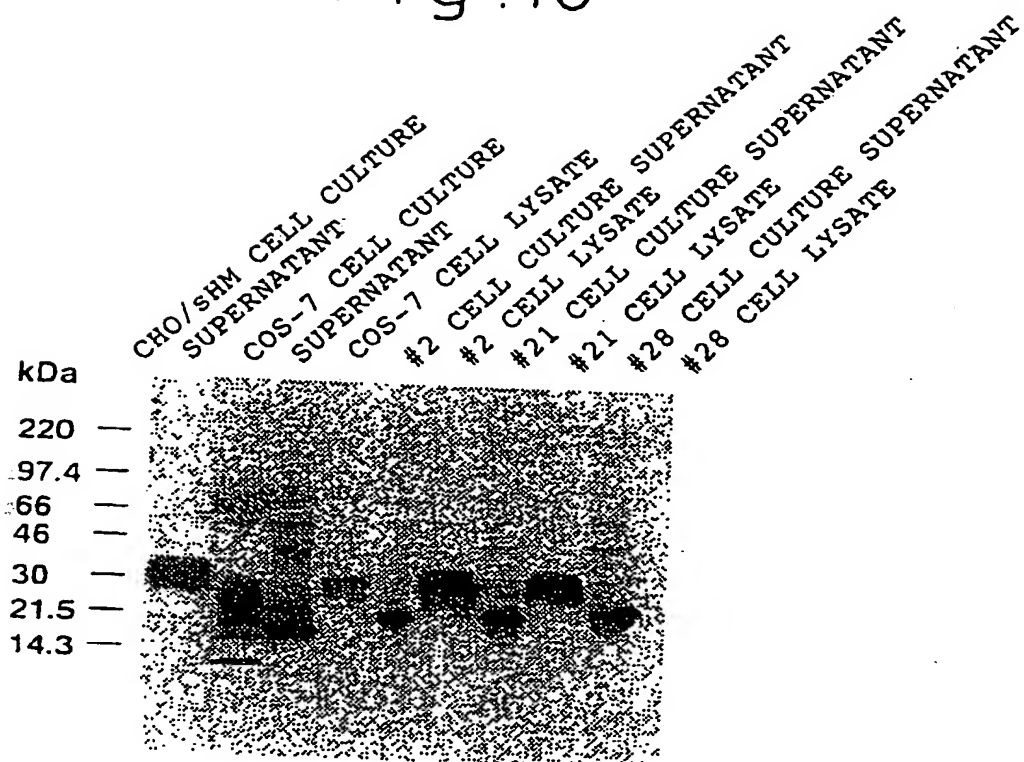 CHO/sHM CELL CULTURE
SUPERNATANT
COS-7 CELL CULTURE
SUPERNATANT
COS-7 CELL LYSATE
#2 CELL CULTURE SUPERNATANT
#2 CELL LYSATE
#21 CELL CULTURE SUPERNATANT
#21 CELL LYSATE
#28 CELL CULTURE SUPERNATANT
#28 CELL LYSATE
kDa
220
97.4
66
46
30
21.5
14.3